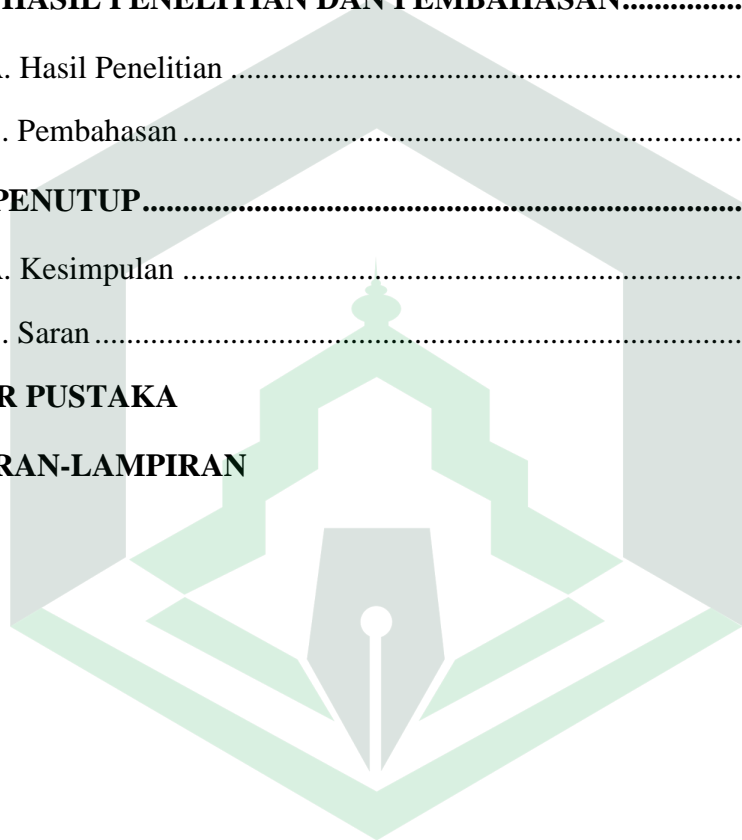 HASIL PENELITIAN DAN PEMBAHASAN...............
A. Hasil Penelitian ...............................................................
. Pembahasan .....................................................................
PENUTUP..........................................................................
A. Kesimpulan .....................................................................
. Saran ................................................................................
R PUSTAKA
RAN-LAMPIRAN